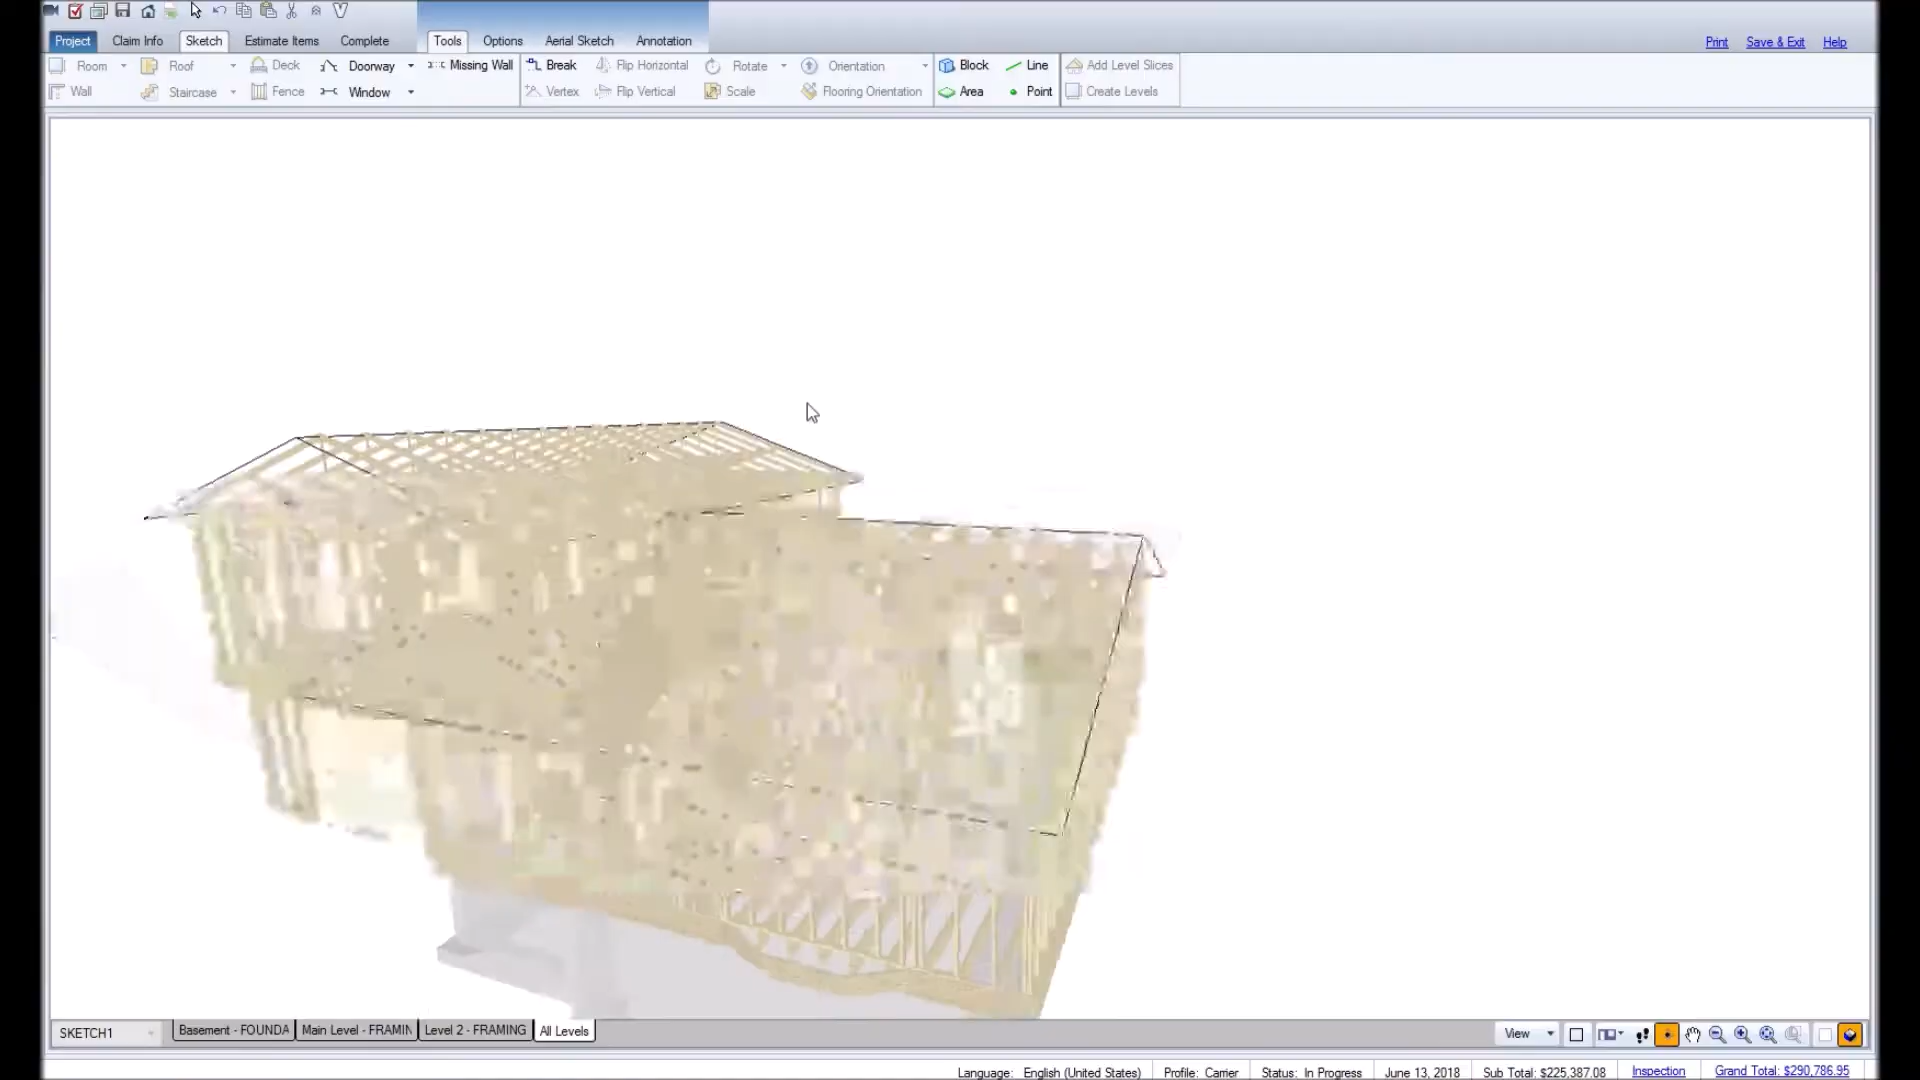 Project Claim Info Sketch Estimate Items Complete Tools Options Aerial Sketch Annotation Print Save & Exit Help
Room Roof Deck Doorway Missing Wall Break Flip Horizontal Rotate Orientation Block Line Add Level Slices
Wall Staircase Fence Window Vertex Flip Vertical Scale Flooring Orientation Area Point Create Levels
SKETCH1 Basement - FOUNDA Main Level - FRAMIN Level 2 - FRAMING All Levels View
Language: English (United States) Profile: Carrier Status: In Progress June 13, 2018 Sub Total: $225,387.08 Inspection Grand Total: $290,786.95